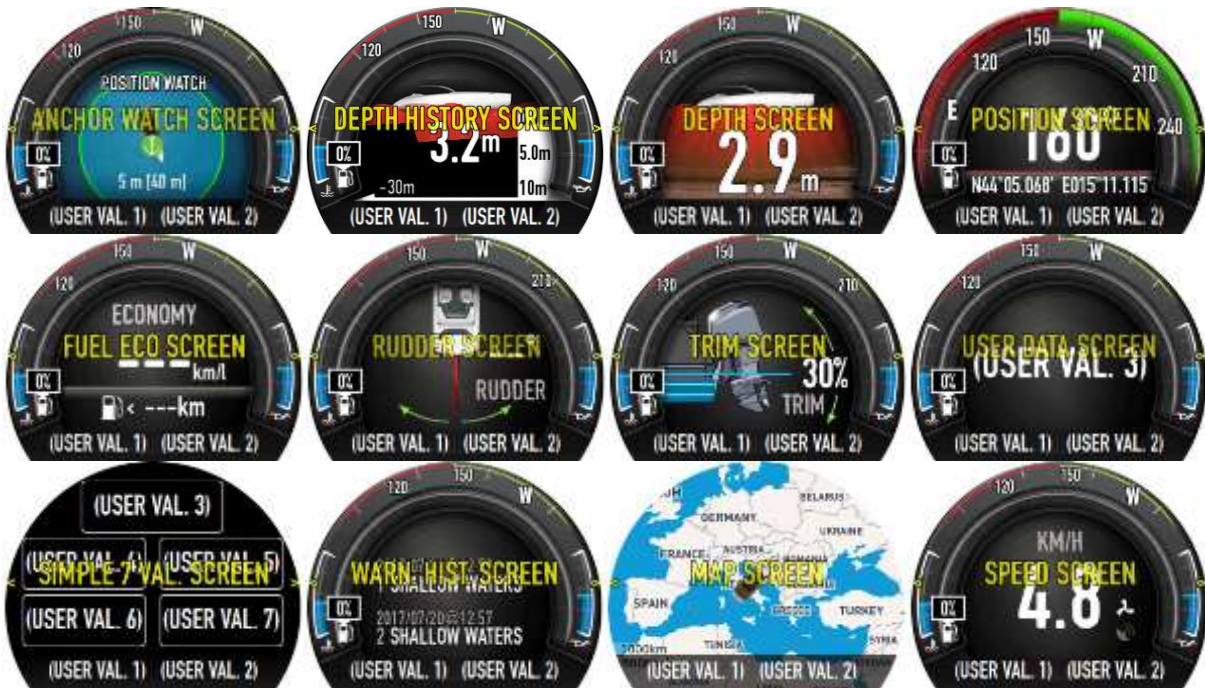 120 150 W
POSITION WATCH
ANCHOR WATCH SCREEN
5 m [40 m]
0%
(USER VAL. 1) (USER VAL. 2)
120 150 W
DEPTH HISTORY SCREEN
3.2 m
0% 5.0m
-30m 10m
(USER VAL. 1) (USER VAL. 2)
120 150 W
DEPTH SCREEN
2.9 m
0%
(USER VAL. 1) (USER VAL. 2)
E 120 150 W 210 240
POSITION SCREEN
180
0%
N44°05.068' E015°11.115
(USER VAL. 1) (USER VAL. 2)
120 150 W
ECONOMY
FUEL ECO SCREEN
--- km/l
0%
< ---km
(USER VAL. 1) (USER VAL. 2)
120 150 W 210
RUDDER SCREEN
0% RUDDER
(USER VAL. 1) (USER VAL. 2)
120 150 W 210
TRIM SCREEN
0% 30%
TRIM
(USER VAL. 1) (USER VAL. 2)
120 150 W
USER DATA SCREEN
(USER VAL. 3)
0%
(USER VAL. 1) (USER VAL. 2)
(USER VAL. 3)
(USER VAL. 4) (USER VAL. 5)
SIMPLE 7 VAL. SCREEN
(USER VAL. 6) (USER VAL. 7)
(USER VAL. 1) (USER VAL. 2)
120 150 W
WARN. HIST. SCREEN
1 SHALLOW WATERS
0% 2017/07/20@12:57
2 SHALLOW WATERS
(USER VAL. 1) (USER VAL. 2)
BELARUS
GERMANY
UKRAINE
FRANCE AUSTRIA ROMANIA
MAP SCREEN
SPAIN GREECE TURKEY
TUNISIA SYRIA
(USER VAL. 1) (USER VAL. 2)
120 150 W
KM/H
SPEED SCREEN
4.8
0%
(USER VAL. 1) (USER VAL. 2)